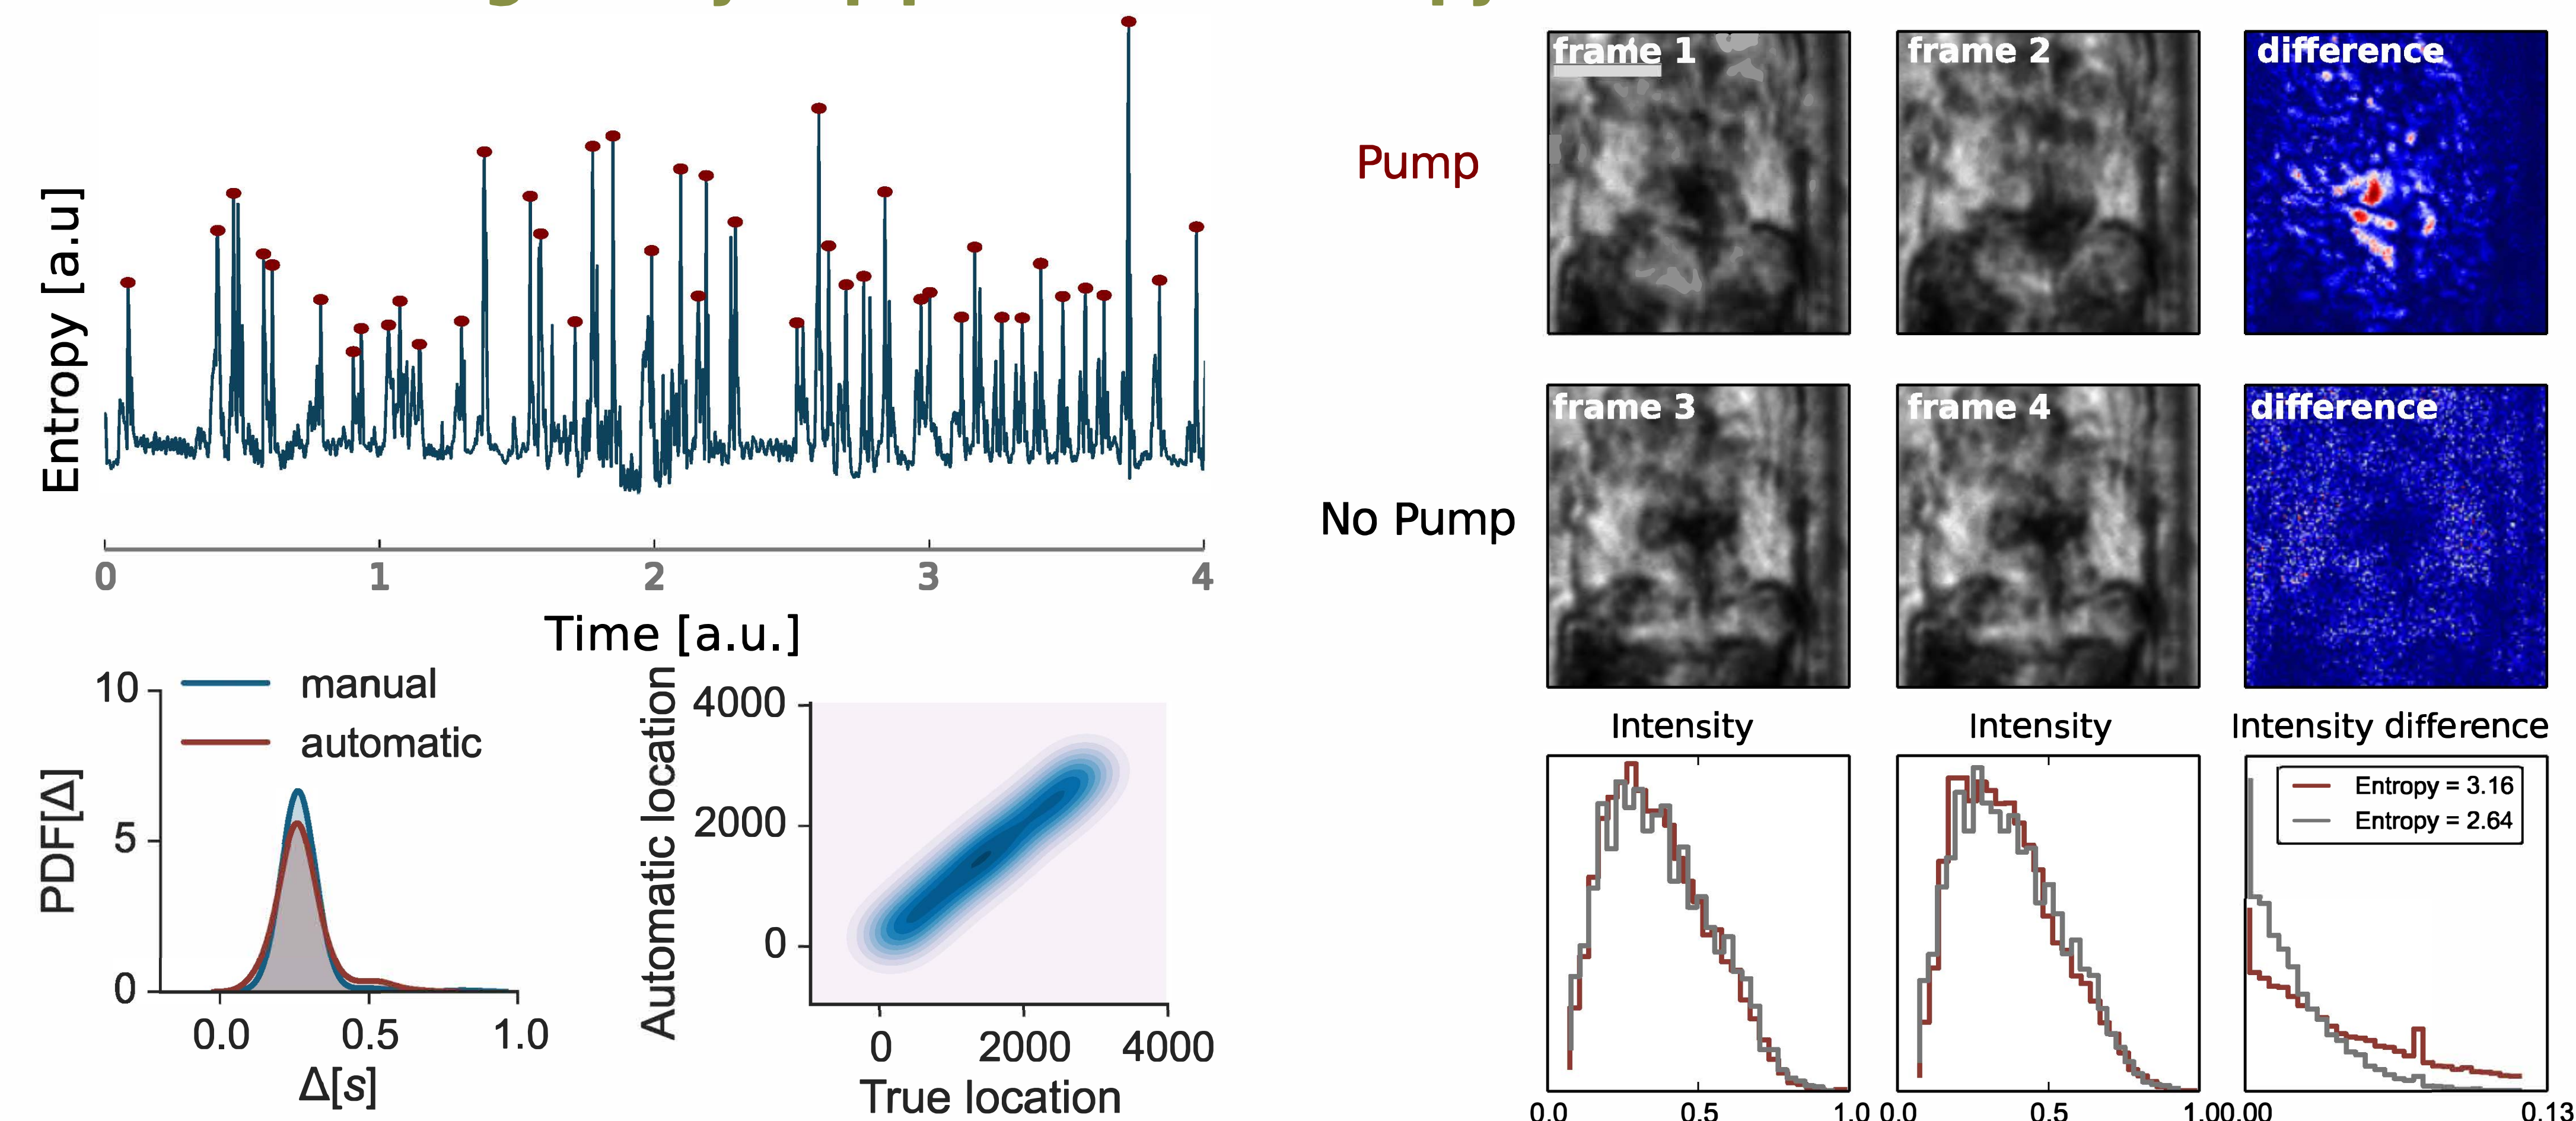 Entropy [a.u]
0 1 2 3 4
Time [a.u.]
manual
automatic
10
5
0
PDF[Δ]
0.0 0.5 1.0
Δ[s]
Automatic location
4000
2000
0
0 2000 4000
True location
Pump
frame 1
frame 2
difference
No Pump
frame 3
frame 4
difference
Intensity
Intensity
Intensity difference
Entropy = 3.16
Entropy = 2.64
0.0 0.5 1.0
0.0 0.5 1.0
0.00 0.13